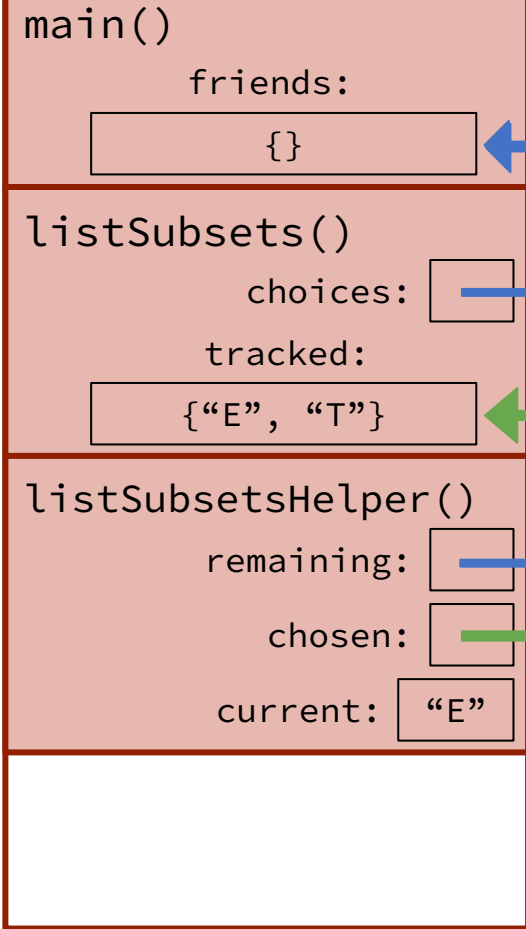 main()
friends:
{}
listSubsets()
choices:
tracked:
{“E”, “T”}
listSubsetsHelper()
remaining:
chosen:
current: “E”